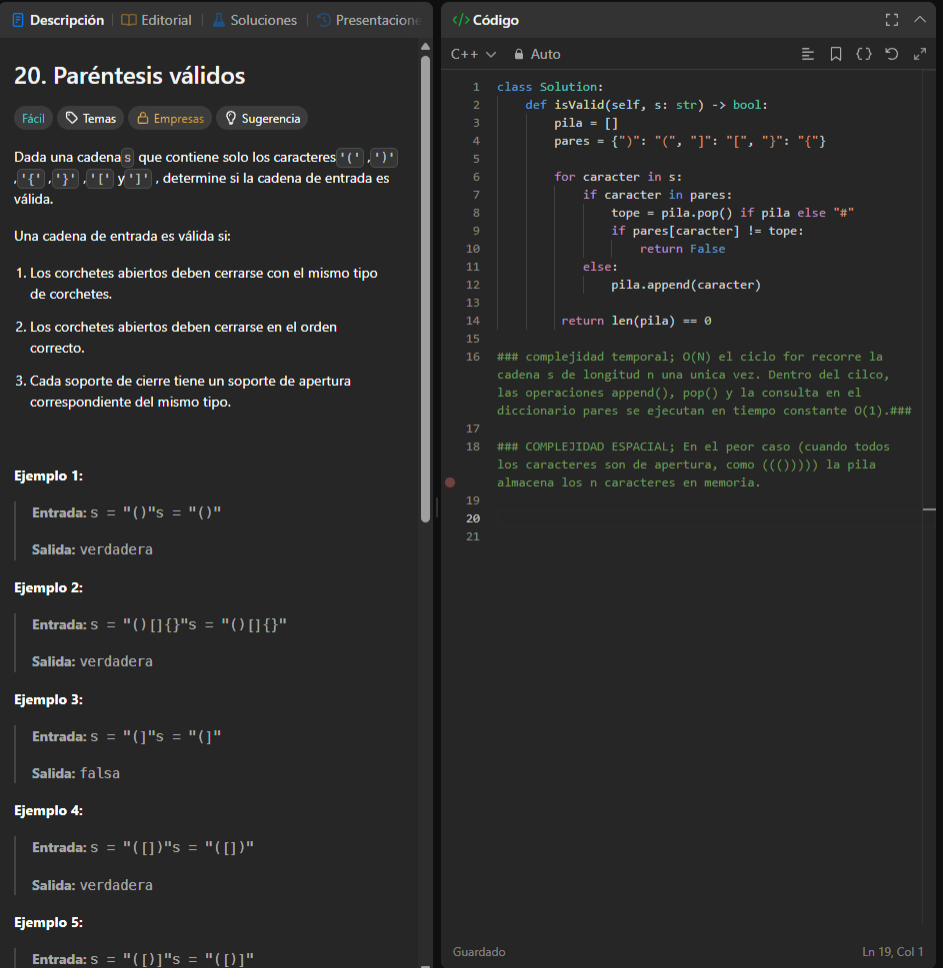 Descripción | Editorial | Soluciones | Presentacione
20. Paréntesis válidos
Fácil Temas Empresas Sugerencia
Dada una cadena s que contiene solo los caracteres '(' , ')'
, '{' , '}' , '[' y ']' , determine si la cadena de entrada es
válida.
Una cadena de entrada es válida si:
1. Los corchetes abiertos deben cerrarse con el mismo tipo
de corchetes.
2. Los corchetes abiertos deben cerrarse en el orden
correcto.
3. Cada soporte de cierre tiene un soporte de apertura
correspondiente del mismo tipo.
Ejemplo 1:
Entrada: s = "()"s = "()"
Salida: verdadera
Ejemplo 2:
Entrada: s = "()[]{}"s = "()[]{}"
Salida: verdadera
Ejemplo 3:
Entrada: s = "(]"s = "(]"
Salida: falsa
Ejemplo 4:
Entrada: s = "([])"s = "([])"
Salida: verdadera
Ejemplo 5:
Entrada: s = "([)]"s = "([)]"
</> Código
C++ Auto
1 class Solution:
2     def isValid(self, s: str) -> bool:
3         pila = []
4         pares = {")": "(", "]": "[", "}": "{"}
5
6         for caracter in s:
7             if caracter in pares:
8                 tope = pila.pop() if pila else "#"
9                 if pares[caracter] != tope:
10                     return False
11             else:
12                 pila.append(caracter)
13
14          return len(pila) == 0
15
16 ### complejidad temporal; O(N) el ciclo for recorre la
cadena s de longitud n una unica vez. Dentro del cilco,
las operaciones append(), pop() y la consulta en el
diccionario pares se ejecutan en tiempo constante O(1).###
17
18 ### COMPLEJIDAD ESPACIAL; En el peor caso (cuando todos
los caracteres son de apertura, como ((())))) la pila
almacena los n caracteres en memoria.
19
20
21
Guardado
Ln 19, Col 1